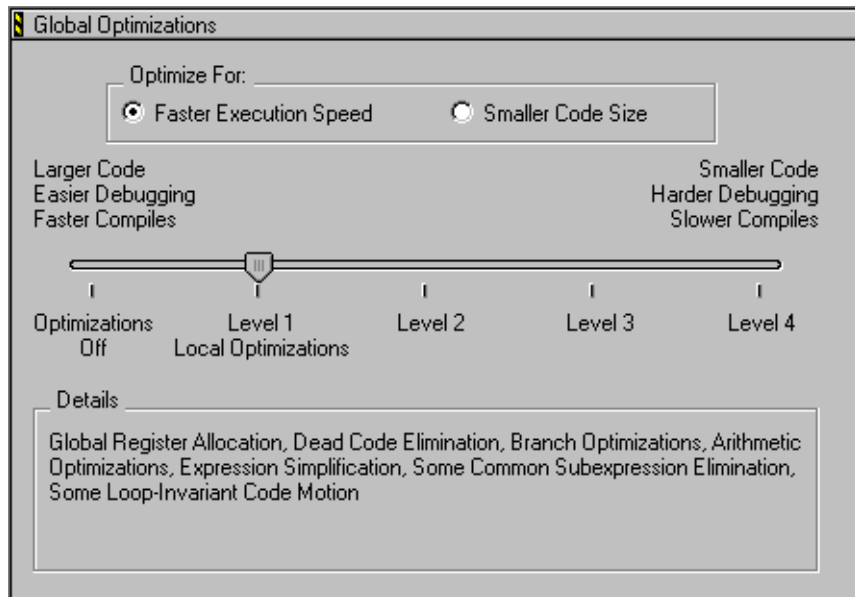 Global Optimizations
Optimize For:
Faster Execution Speed
Smaller Code Size
Larger Code
Easier Debugging
Faster Compiles
Smaller Code
Harder Debugging
Slower Compiles
Optimizations
Off
Level 1
Local Optimizations
Level 2
Level 3
Level 4
Details
Global Register Allocation, Dead Code Elimination, Branch Optimizations, Arithmetic
Optimizations, Expression Simplification, Some Common Subexpression Elimination,
Some Loop-Invariant Code Motion